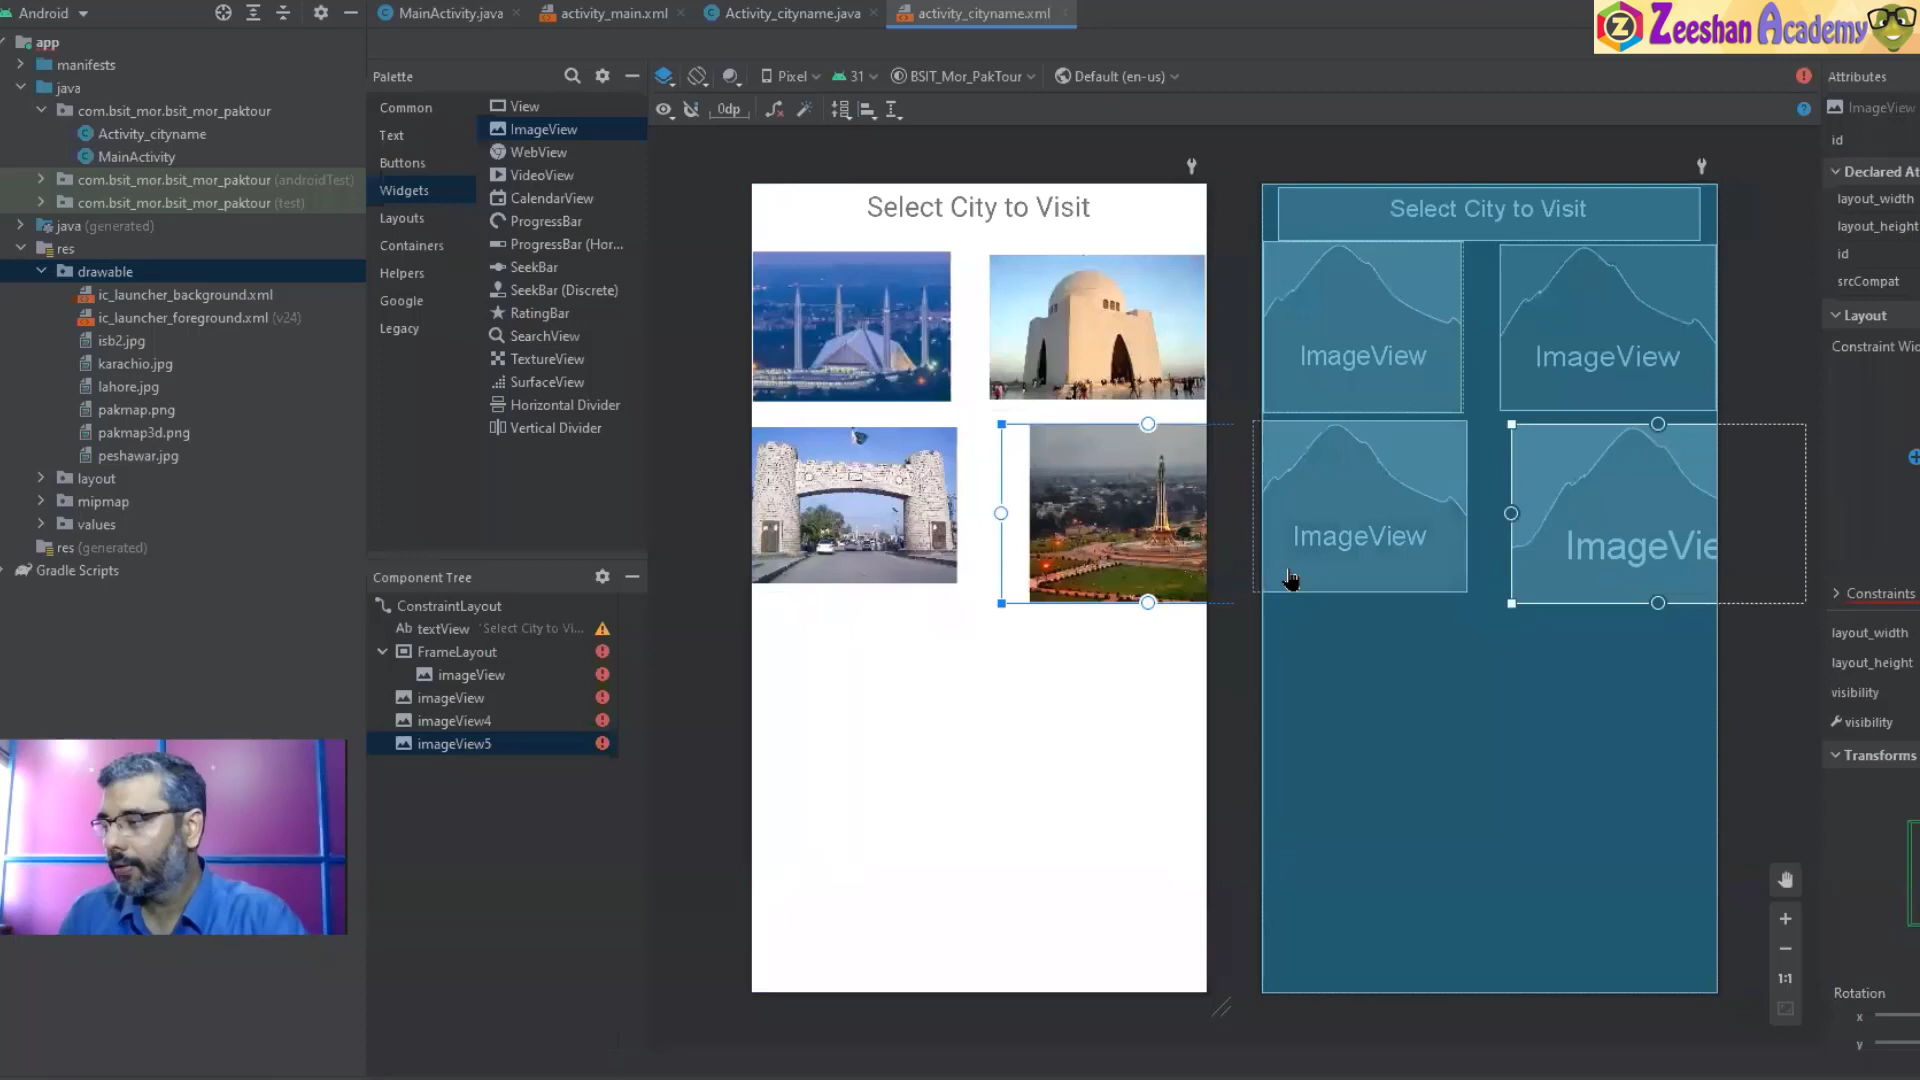 Android
MainActivity.java
activity_main.xml
Activity_cityname.java
activity_cityname.xml
Zeeshan Academy
app
manifests
java
com.bsit_mor.bsit_mor_paktour
Activity_cityname
MainActivity
com.bsit_mor.bsit_mor_paktour (androidTest)
com.bsit_mor.bsit_mor_paktour (test)
java (generated)
res
drawable
ic_launcher_background.xml
ic_launcher_foreground.xml (v24)
isb2.jpg
karachio.jpg
lahore.jpg
pakmap.png
pakmap3d.png
peshawar.jpg
layout
mipmap
values
res (generated)
Gradle Scripts
Palette
Common
Text
Buttons
Widgets
Layouts
Containers
Helpers
Google
Legacy
View
ImageView
WebView
VideoView
CalendarView
ProgressBar
ProgressBar (Hor...
SeekBar
SeekBar (Discrete)
RatingBar
SearchView
TextureView
SurfaceView
Horizontal Divider
Vertical Divider
Component Tree
ConstraintLayout
Ab textView 'Select City to Vi...
FrameLayout
imageView
imageView
imageView4
imageView5
Pixel
31
BSIT_Mor_PakTour
Default (en-us)
0dp
Select City to Visit
Select City to Visit
ImageView
ImageView
ImageView
ImageVie
1:1
Attributes
ImageView
id
Declared At
layout_width
layout_height
id
srcCompat
Layout
Constraint Wid
Constraints
layout_width
layout_height
visibility
visibility
Transforms
Rotation
x
y